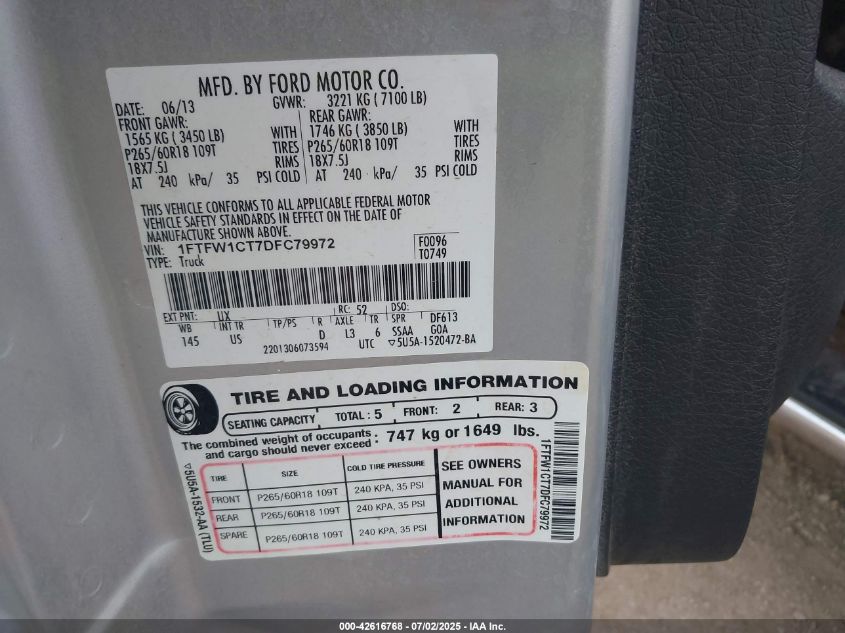 MFD. BY FORD MOTOR CO.
DATE: 06/13 GVWR: 3221 KG ( 7100 LB)
FRONT GAWR: REAR GAWR:
1565 KG ( 3450 LB) WITH 1746 KG ( 3850 LB) WITH
P265/60R18 109T TIRES P265/60R18 109T TIRES
18X7.5J RIMS 18X7.5J RIMS
AT 240 kPa/ 35 PSI COLD AT 240 kPa/ 35 PSI COLD
THIS VEHICLE CONFORMS TO ALL APPLICABLE FEDERAL MOTOR
VEHICLE SAFETY STANDARDS IN EFFECT ON THE DATE OF
MANUFACTURE SHOWN ABOVE.
VIN: 1FTFW1CT7DFC79972 F0096
TYPE: Truck T0749
EXT PNT: UX RC: 52 DSO:
WB INT TR TP/PS R AXLE TR SPR DF613
145 US D L3 6 SSAA GOA
2201306073594 UTC ▽5U5A-1520472-BA
TIRE AND LOADING INFORMATION
SEATING CAPACITY TOTAL: 5 FRONT: 2 REAR: 3
The combined weight of occupants and cargo should never exceed: 747 kg or 1649 lbs.
TIRE SIZE COLD TIRE PRESSURE
FRONT P265/60R18 109T 240 KPA, 35 PSI
REAR P265/60R18 109T 240 KPA, 35 PSI
SPARE P265/60R18 109T 240 KPA, 35 PSI
SEE OWNERS
MANUAL FOR
ADDITIONAL
INFORMATION
▽5U5A-1532-AA (TLU)
1FTFW1CT7DFC79972
000-42616768 - 07/02/2025 - IAA Inc.